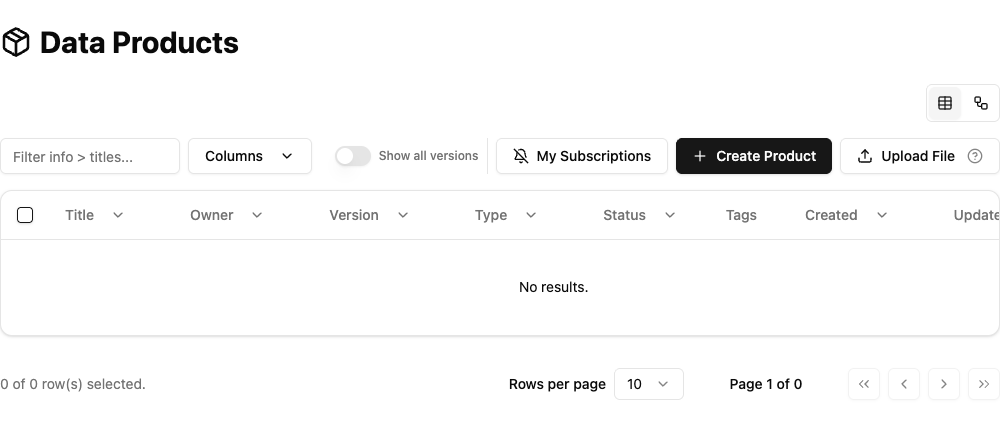 Data Products
Filter info > titles...
Columns
Show all versions
My Subscriptions
Create Product
Upload File
Title
Owner
Version
Type
Status
Tags
Created
Update
No results.
0 of 0 row(s) selected.
Rows per page
10
Page 1 of 0